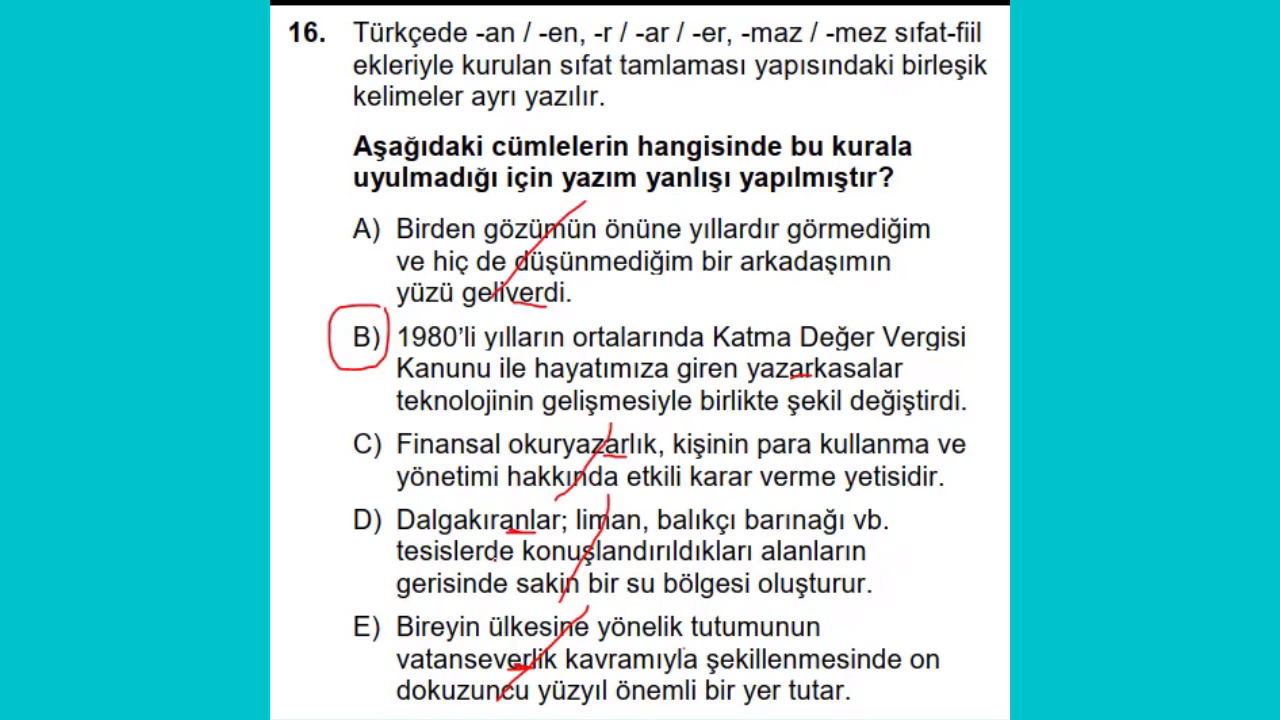 16. Türkçede -an / -en, -r / -ar / -er, -maz / -mez sıfat-fiil
ekleriyle kurulan sıfat tamlaması yapısındaki birleşik
kelimeler ayrı yazılır.
Aşağıdaki cümlelerin hangisinde bu kurala
uyulmadığı için yazım yanlışı yapılmıştır?
A) Birden gözümün önüne yıllardır görmediğim
ve hiç de düşünmediğim bir arkadaşımın
yüzü geliverdi.
B) 1980’li yılların ortalarında Katma Değer Vergisi
Kanunu ile hayatımıza giren yazarkasalar
teknolojinin gelişmesiyle birlikte şekil değiştirdi.
C) Finansal okuryazarlık, kişinin para kullanma ve
yönetimi hakkında etkili karar verme yetisidir.
D) Dalgakıranlar; liman, balıkçı barınağı vb.
tesislerde konuşlandırıldıkları alanların
gerisinde sakin bir su bölgesi oluşturur.
E) Bireyin ülkesine yönelik tutumunun
vatanseverlik kavramıyla şekillenmesinde on
dokuzuncu yüzyıl önemli bir yer tutar.